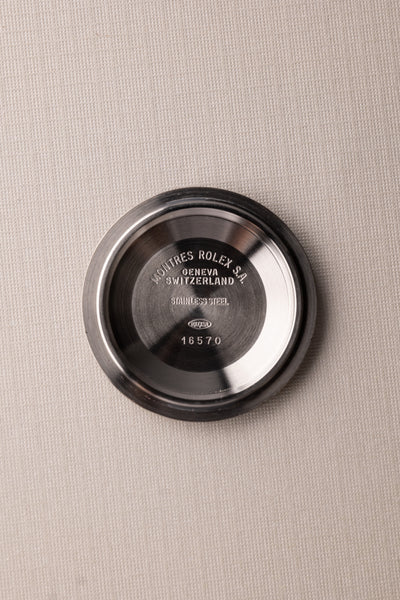 MONTRES ROLEX S.A.
GENEVA
SWITZERLAND
STAINLESS STEEL
16570